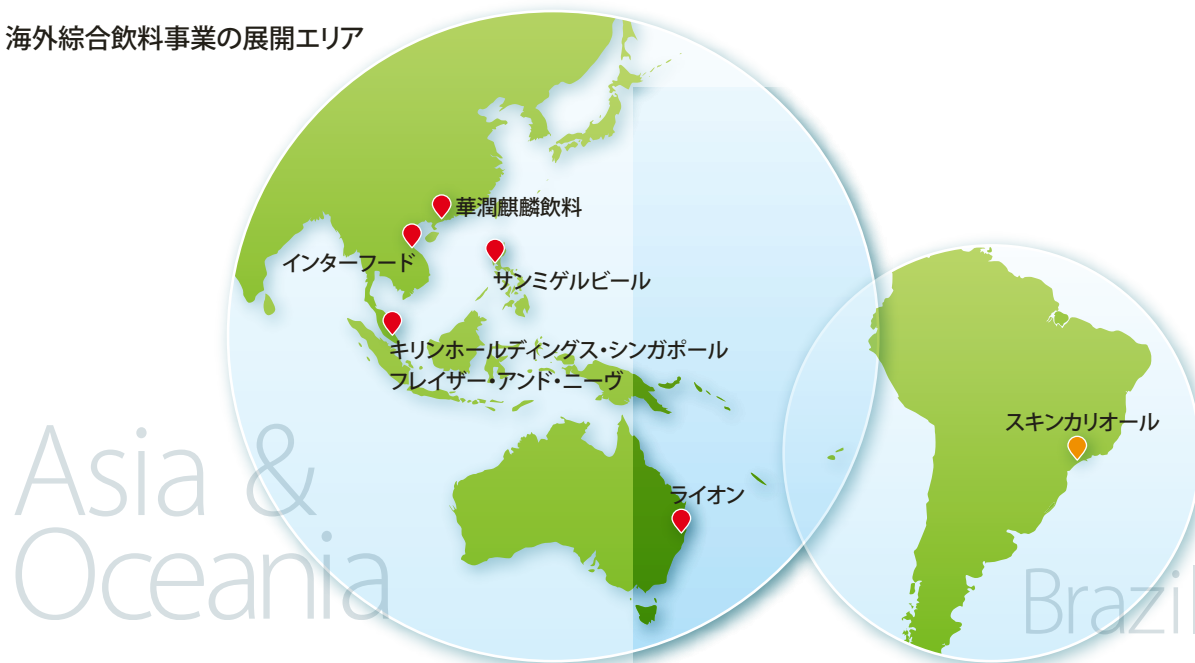 海外綜合飲料事業の展開エリア
華潤麒麟飲料
インターフード
サンミゲルビール
キリンホールディングス・シンガポール
フレイザー・アンド・ニーヴ
スキンカリオール
ライオン
Asia &
Oceania
Brazil